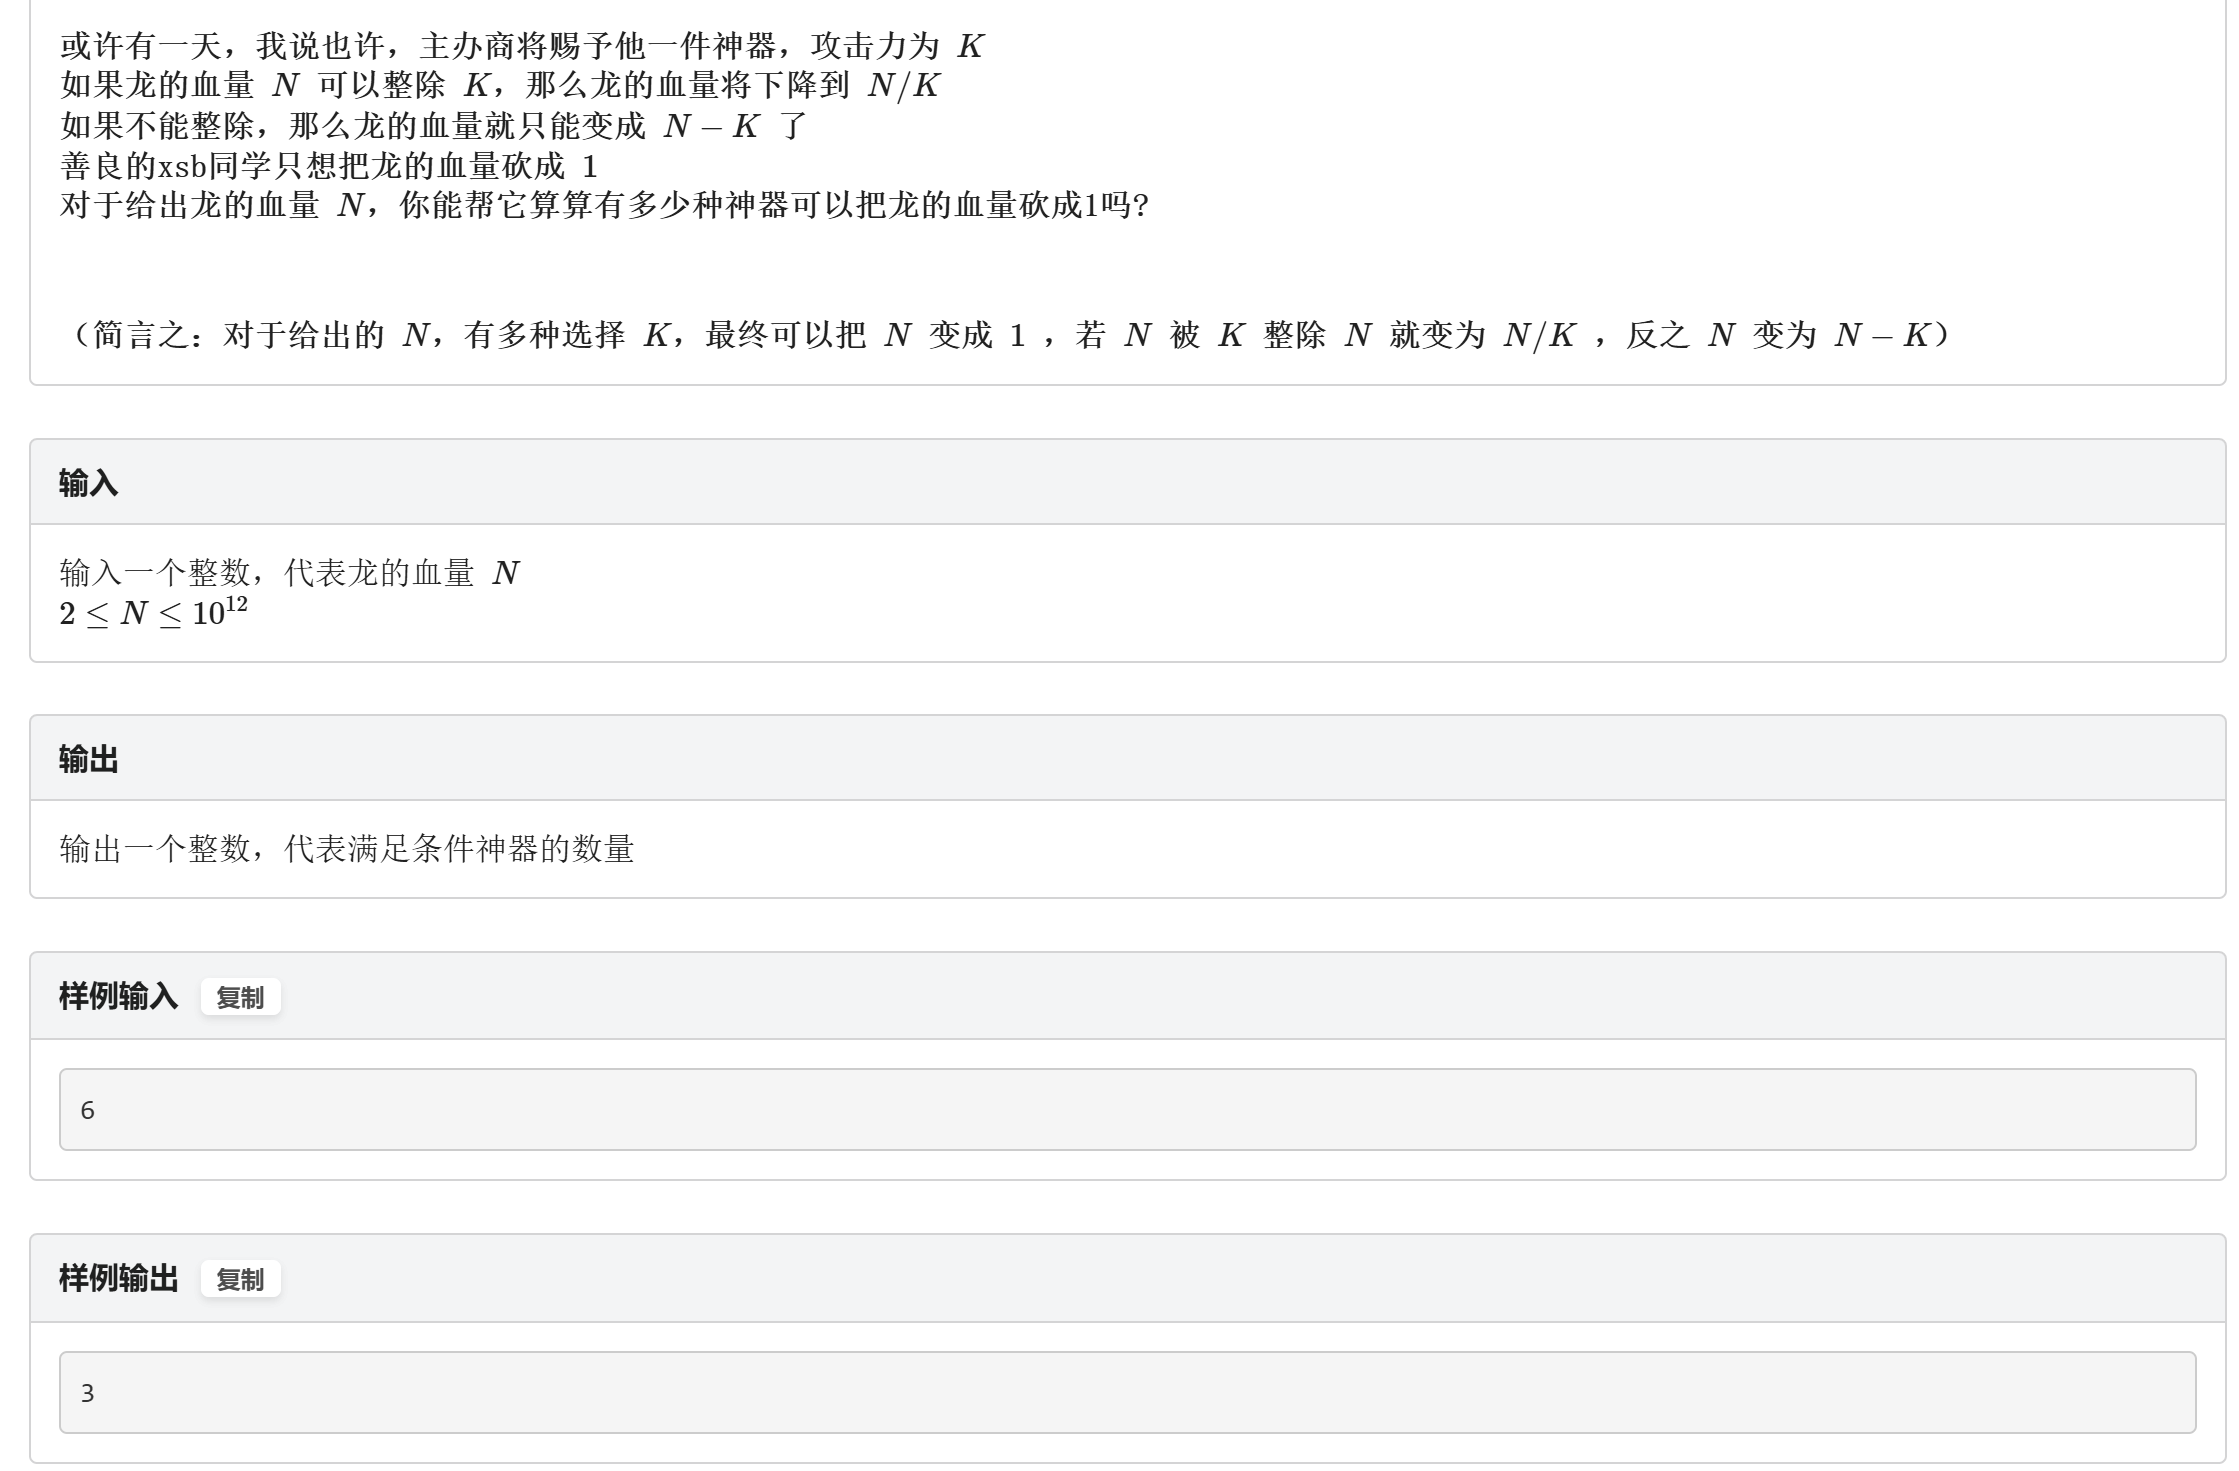 或许有一天，我说也许，主办商将赐予他一件神器，攻击力为 K
如果龙的血量 N 可以整除 K，那么龙的血量将下降到 N/K
如果不能整除，那么龙的血量就只能变成 N − K 了
善良的xsb同学只想把龙的血量砍成 1
对于给出龙的血量 N，你能帮它算算有多少种神器可以把龙的血量砍成1吗?
（简言之：对于给出的 N，有多种选择 K，最终可以把 N 变成 1 ，若 N 被 K 整除 N 就变为 N/K ，反之 N 变为 N − K）
输入
输入一个整数，代表龙的血量 N
2 ≤ N ≤ 10^12
输出
输出一个整数，代表满足条件神器的数量
样例输入 复制
6
样例输出 复制
3